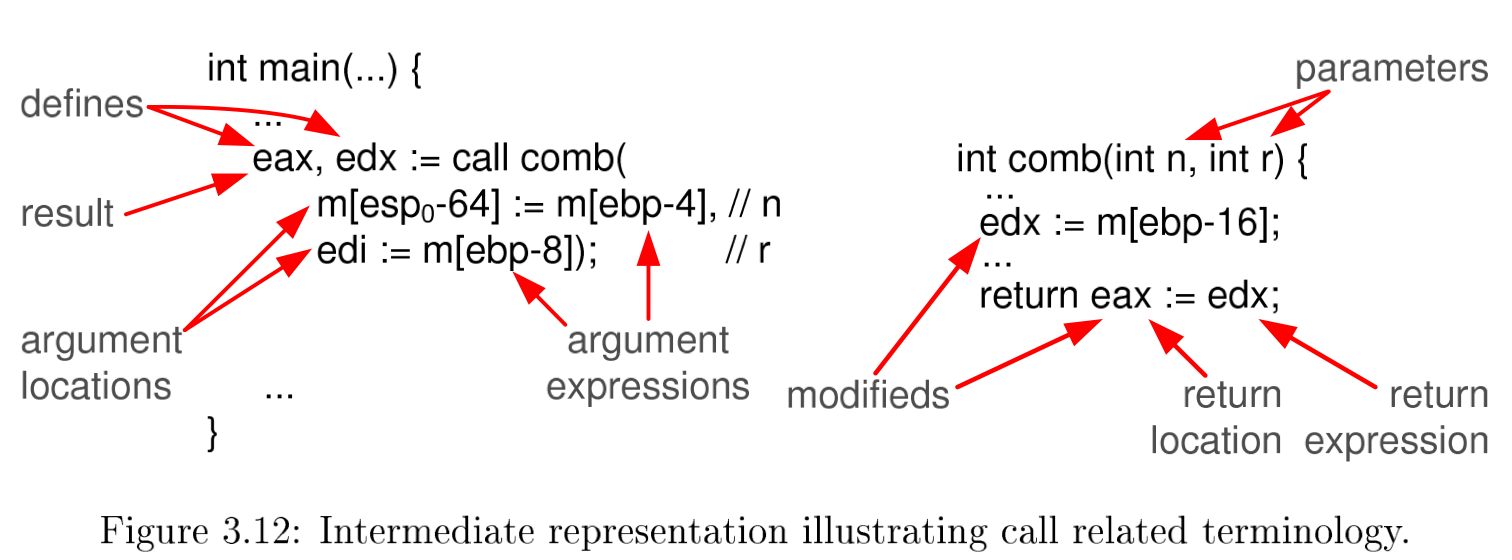 int main(...) {
defines
...
eax, edx := call comb(
result
m[esp₀-64] := m[ebp-4], // n
edi := m[ebp-8]); // r
argument
locations
argument
expressions
...
}
parameters
int comb(int n, int r) {
...
edx := m[ebp-16];
...
return eax := edx;
modifieds
return
location
return
expression
Figure 3.12: Intermediate representation illustrating call related terminology.